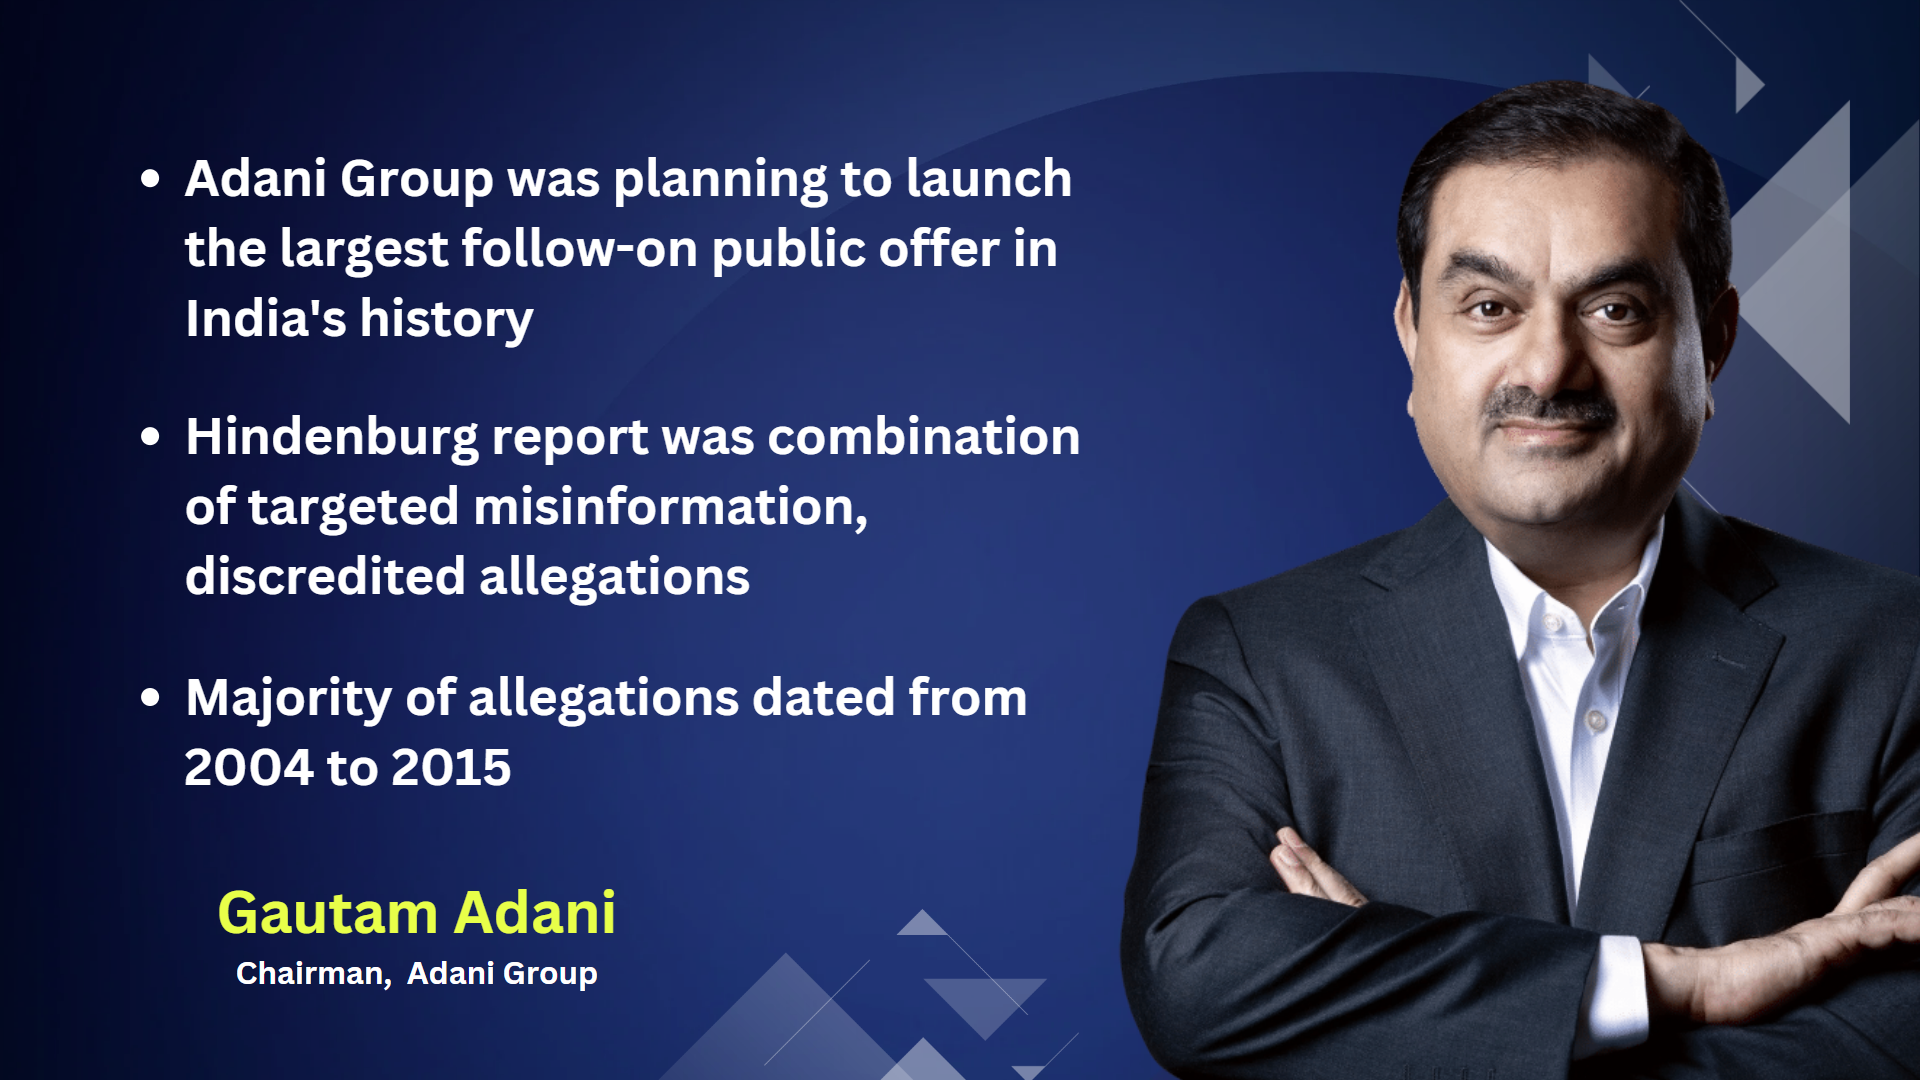 • Adani Group was planning to launch
the largest follow-on public offer in
India's history
• Hindenburg report was combination
of targeted misinformation,
discredited allegations
• Majority of allegations dated from
2004 to 2015
Gautam Adani
Chairman, Adani Group